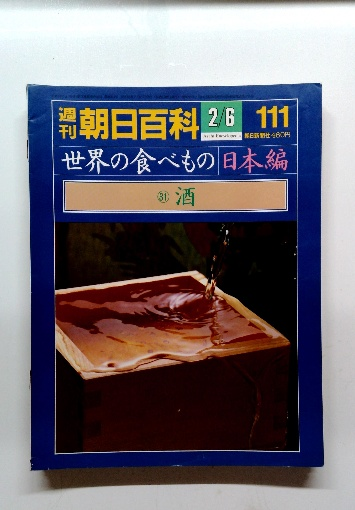 週刊 朝日百科 2/6 111
朝日新聞社・460円
世界の食べもの 日本編
㉛ 酒